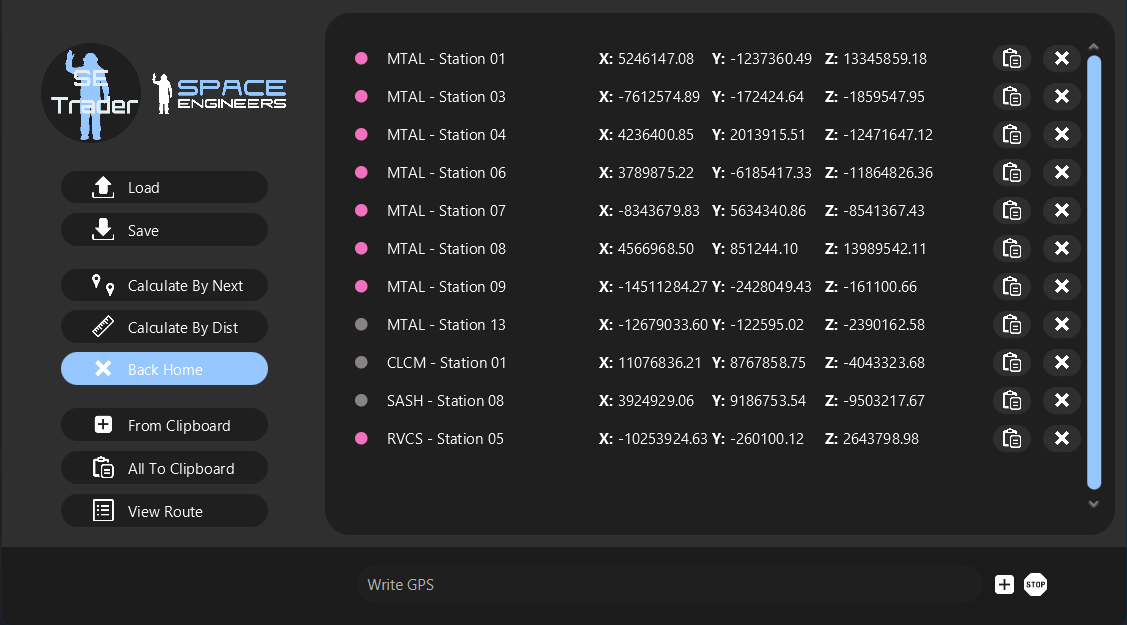 SE
Trader
SPACE
ENGINEERS
Load
Save
Calculate By Next
Calculate By Dist
Back Home
From Clipboard
All To Clipboard
View Route
MTAL - Station 01 X: 5246147.08 Y: -1237360.49 Z: 13345859.18
MTAL - Station 03 X: -7612574.89 Y: -172424.64 Z: -1859547.95
MTAL - Station 04 X: 4236400.85 Y: 2013915.51 Z: -12471647.12
MTAL - Station 06 X: 3789875.22 Y: -6185417.33 Z: -11864826.36
MTAL - Station 07 X: -8343679.83 Y: 5634340.86 Z: -8541367.43
MTAL - Station 08 X: 4566968.50 Y: 851244.10 Z: 13989542.11
MTAL - Station 09 X: -14511284.27 Y: -2428049.43 Z: -161100.66
MTAL - Station 13 X: -12679033.60 Y: -122595.02 Z: -2390162.58
CLCM - Station 01 X: 11076836.21 Y: 8767858.75 Z: -4043323.68
SASH - Station 08 X: 3924929.06 Y: 9186753.54 Z: -9503217.67
RVCS - Station 05 X: -10253924.63 Y: -260100.12 Z: 2643798.98
Write GPS
STOP